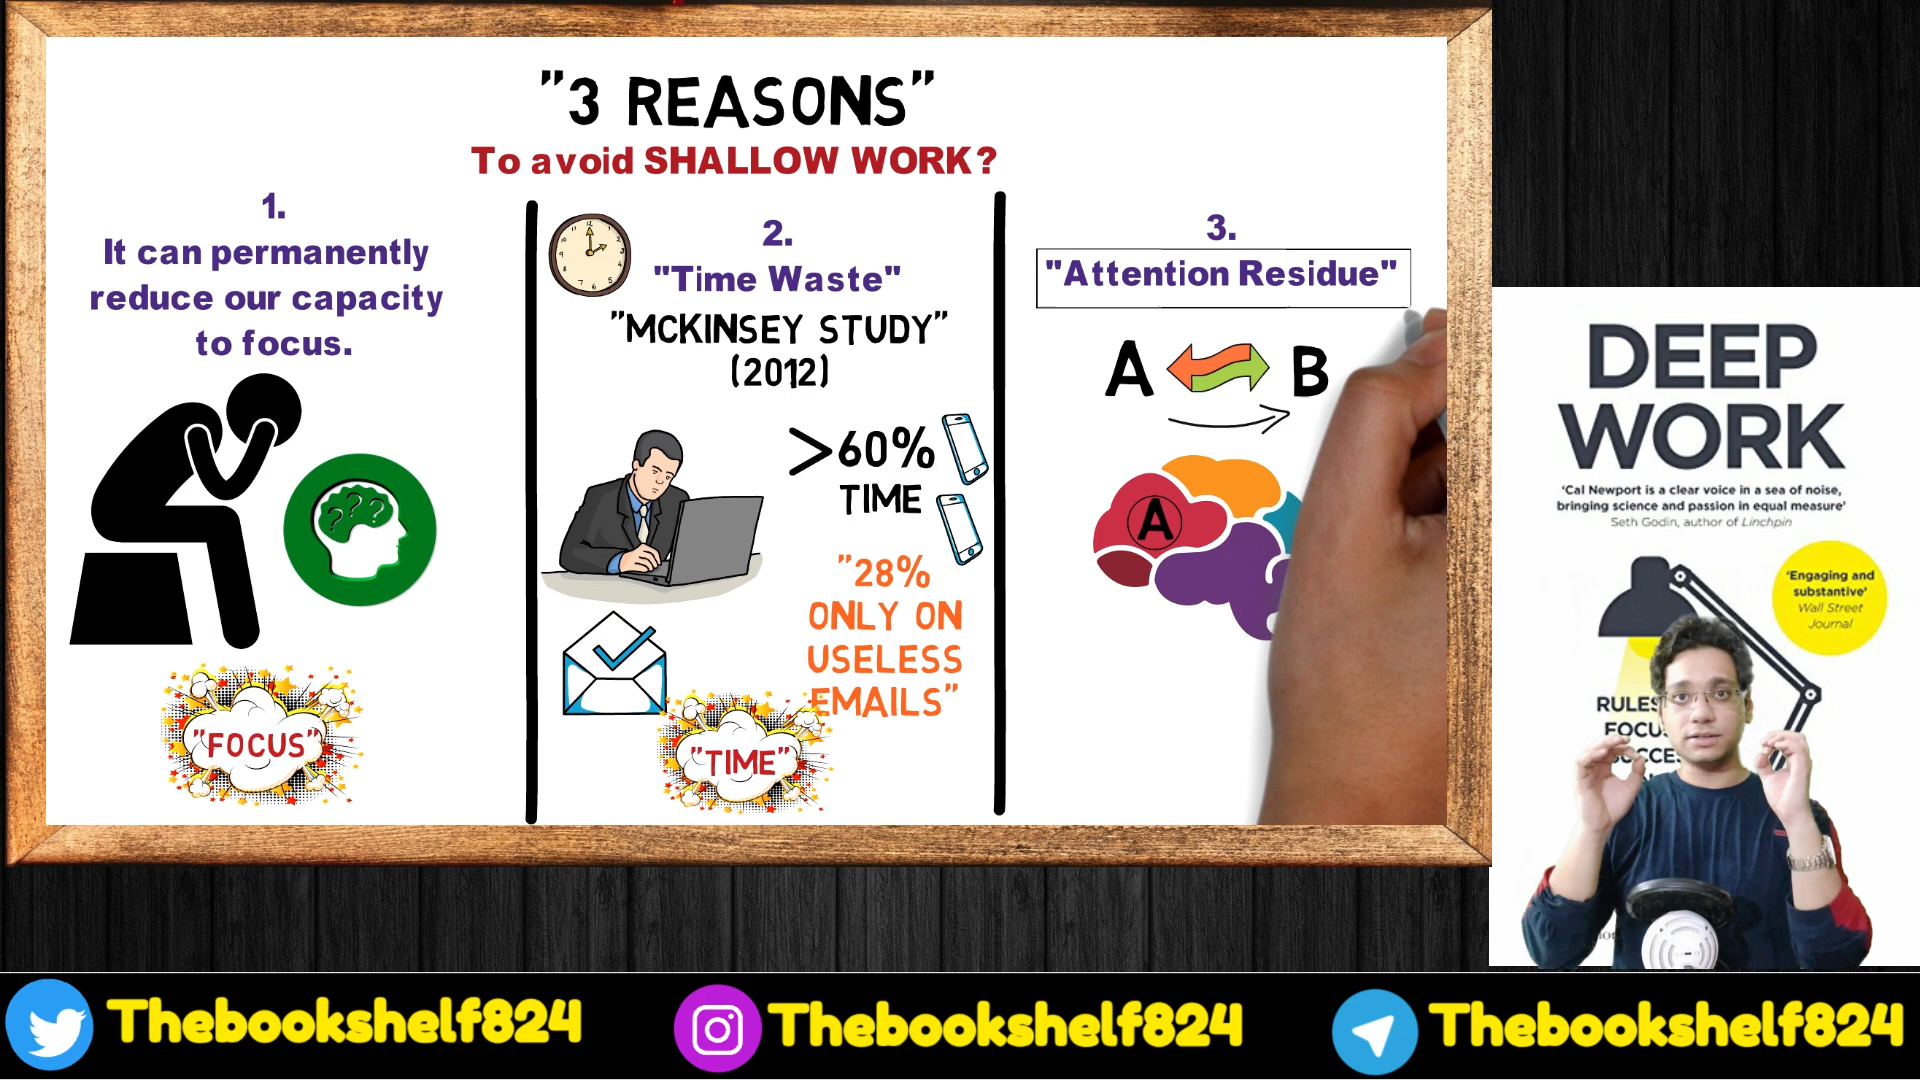 "3 REASONS"
To avoid SHALLOW WORK?
1.
It can permanently
reduce our capacity
to focus.
"FOCUS"
2.
"Time Waste"
"MCKINSEY STUDY"
(2012)
>60%
TIME
"28%
ONLY ON
USELESS
EMAILS"
"TIME"
3.
"Attention Residue"
A B
A
DEEP
WORK
'Cal Newport is a clear voice in a sea of noise,
bringing science and passion in equal measure'
Seth Godin, author of Linchpin
'Engaging and
substantive'
Wall Street
Journal
RULES
Thebookshelf824
Thebookshelf824
Thebookshelf824